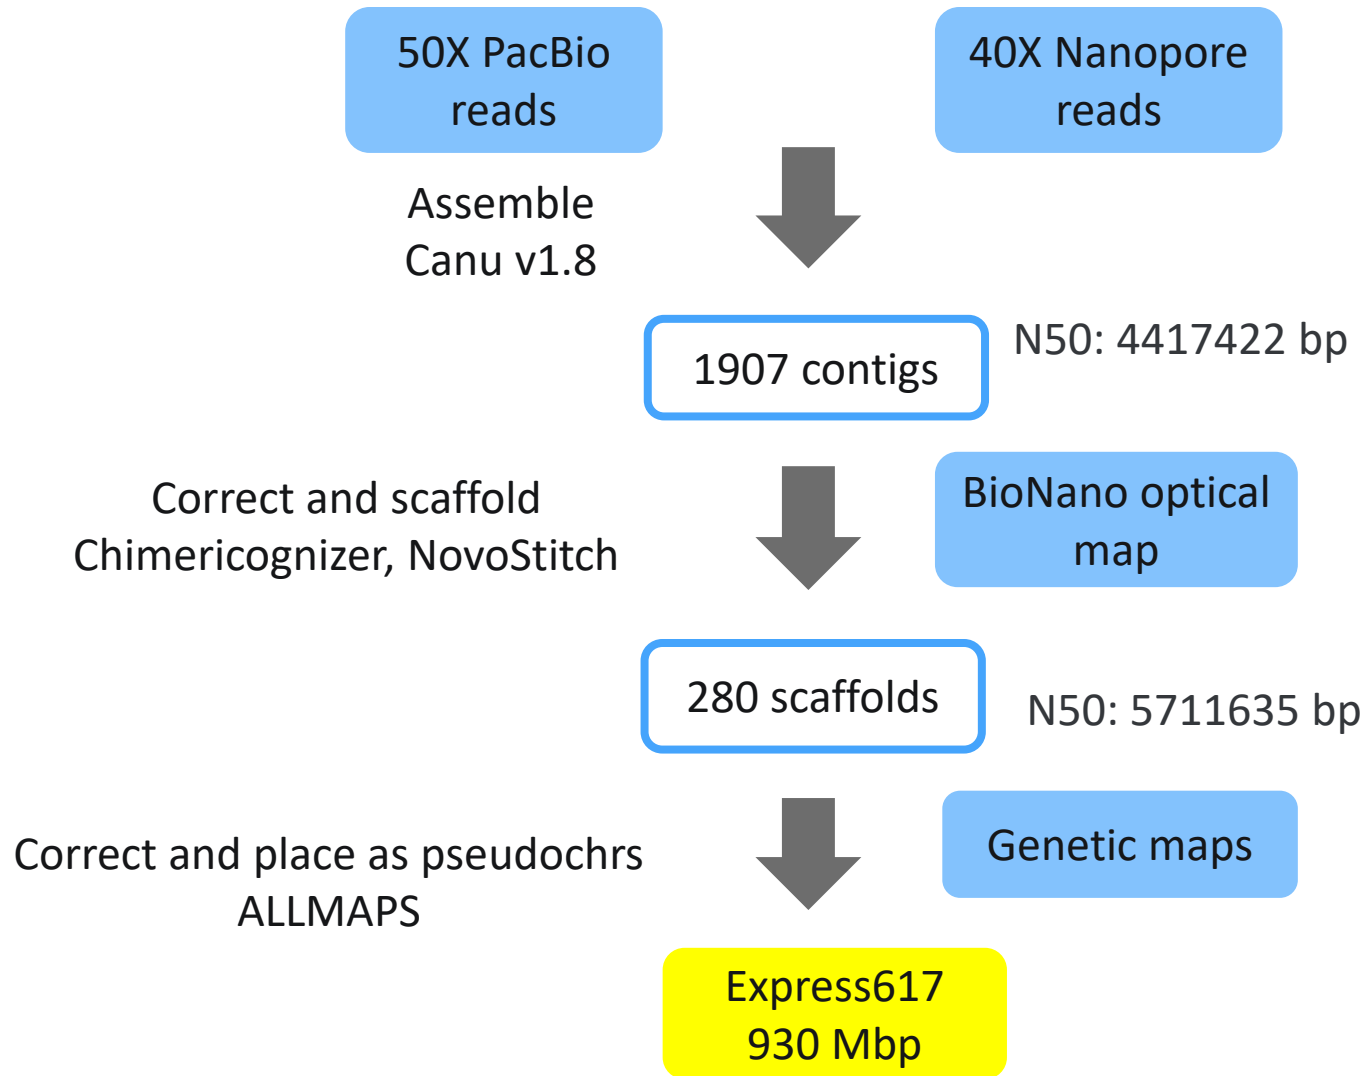 50X PacBio
reads
40X Nanopore
reads
Assemble
Canu v1.8
1907 contigs
N50: 4417422 bp
Correct and scaffold
Chimericognizer, NovoStitch
BioNano optical
map
280 scaffolds
N50: 5711635 bp
Correct and place as pseudochrs
ALLMAPS
Genetic maps
Express617
930 Mbp